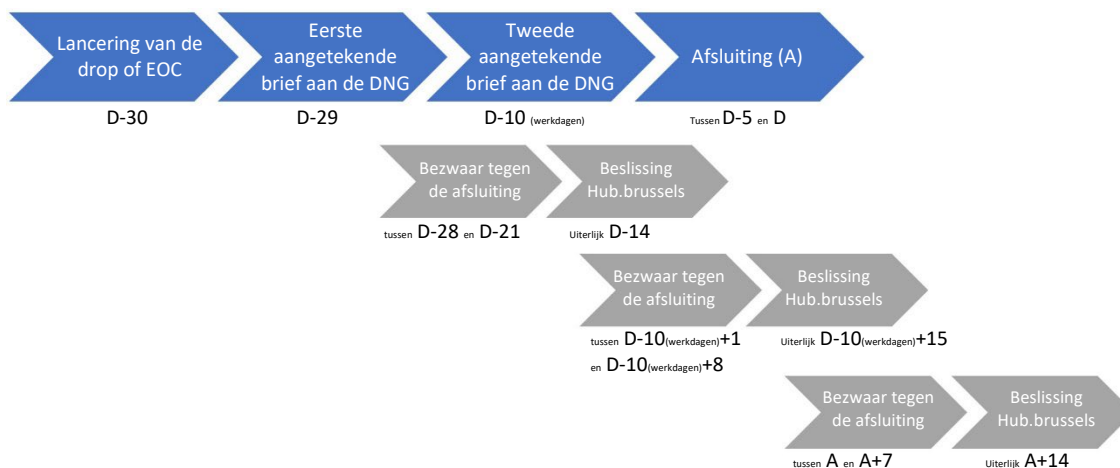 Lancering van de
drop of EOC
Eerste
aangetekende
brief aan de DNG
Tweede
aangetekende
brief aan de DNG
Afsluiting (A)
D-30
D-29
D-10 (werkdagen)
Tussen D-5 en D
Bezwaar tegen
de afsluiting
Beslissing
Hub.brussels
tussen D-28 en D-21
Uiterlijk D-14
Bezwaar tegen
de afsluiting
Beslissing
Hub.brussels
tussen D-10(werkdagen)+1
en D-10(werkdagen)+8
Uiterlijk D-10(werkdagen)+15
Bezwaar tegen
de afsluiting
Beslissing
Hub.brussels
tussen A en A+7
Uiterlijk A+14